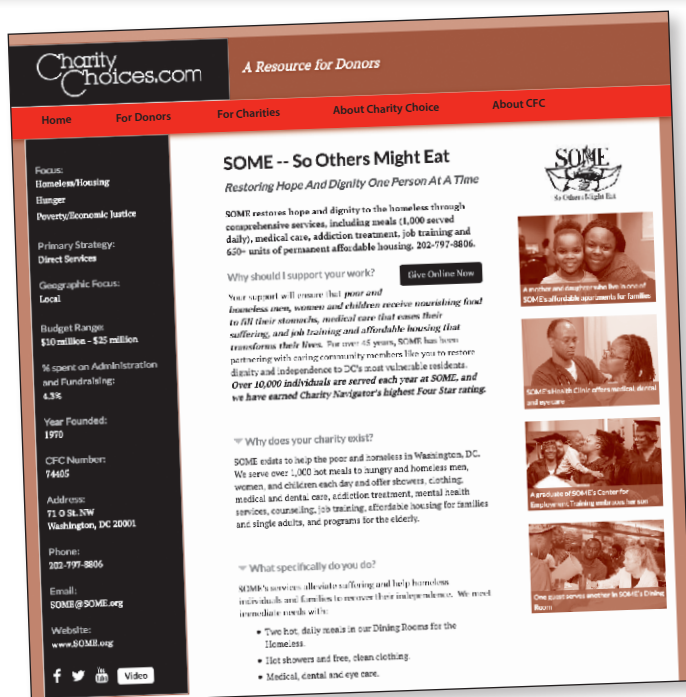 Charity
Choices.com
A Resource for Donors
Home
For Donors
For Charities
About Charity Choice
About CFC
Focus:
Homeless/Housing
Hunger
Poverty/Economic Justice
Primary Strategy:
Direct Services
Geographic Focus:
Local
Budget Range:
$10 million - $25 million
% spent on Administration
and Fundraising:
4.3%
Year Founded:
1970
CFC Number:
74405
Address:
71 O St. NW
Washington, DC 20001
Phone:
202-797-8806
Email:
SOME@SOME.org
Website:
www.SOME.org
f
You
Tube
Video
SOME -- So Others Might Eat
Restoring Hope And Dignity One Person At A Time
SOME restores hope and dignity to the homeless through
comprehensive services, including meals (1,000 served
daily), medical care, addiction treatment, job training and
650+ units of permanent affordable housing. 202-797-8806.
Why should I support your work?
Give Online Now
Your support will ensure that poor and
homeless men, women and children receive nourishing food
to fill their stomachs, medical care that eases their
suffering, and job training and affordable housing that
transforms their lives. For over 45 years, SOME has been
partnering with caring community members like you to restore
dignity and independence to DC's most vulnerable residents.
Over 10,000 individuals are served each year at SOME, and
we have earned Charity Navigator's highest Four Star rating.
Why does your charity exist?
SOME exists to help the poor and homeless in Washington, DC.
We serve over 1,000 hot meals to hungry and homeless men,
women, and children each day and offer showers, clothing,
medical and dental care, addiction treatment, mental health
services, counseling, job training, affordable housing for families
and single adults, and programs for the elderly.
What specifically do you do?
SOME's services alleviate suffering and help homeless
individuals and families to recover their independence. We meet
immediate needs with:
• Two hot, daily meals in our Dining Rooms for the
Homeless.
• Hot showers and free, clean clothing.
• Medical, dental and eye care.
SOME
So Others Might Eat
A mother and daughter who live in one of
SOME's affordable apartments for families
SOME's Health Clinic offers medical, dental
and eye care
A graduate of SOME's Center for
Employment Training embraces her son
One guest serves another in SOME's Dining
Room